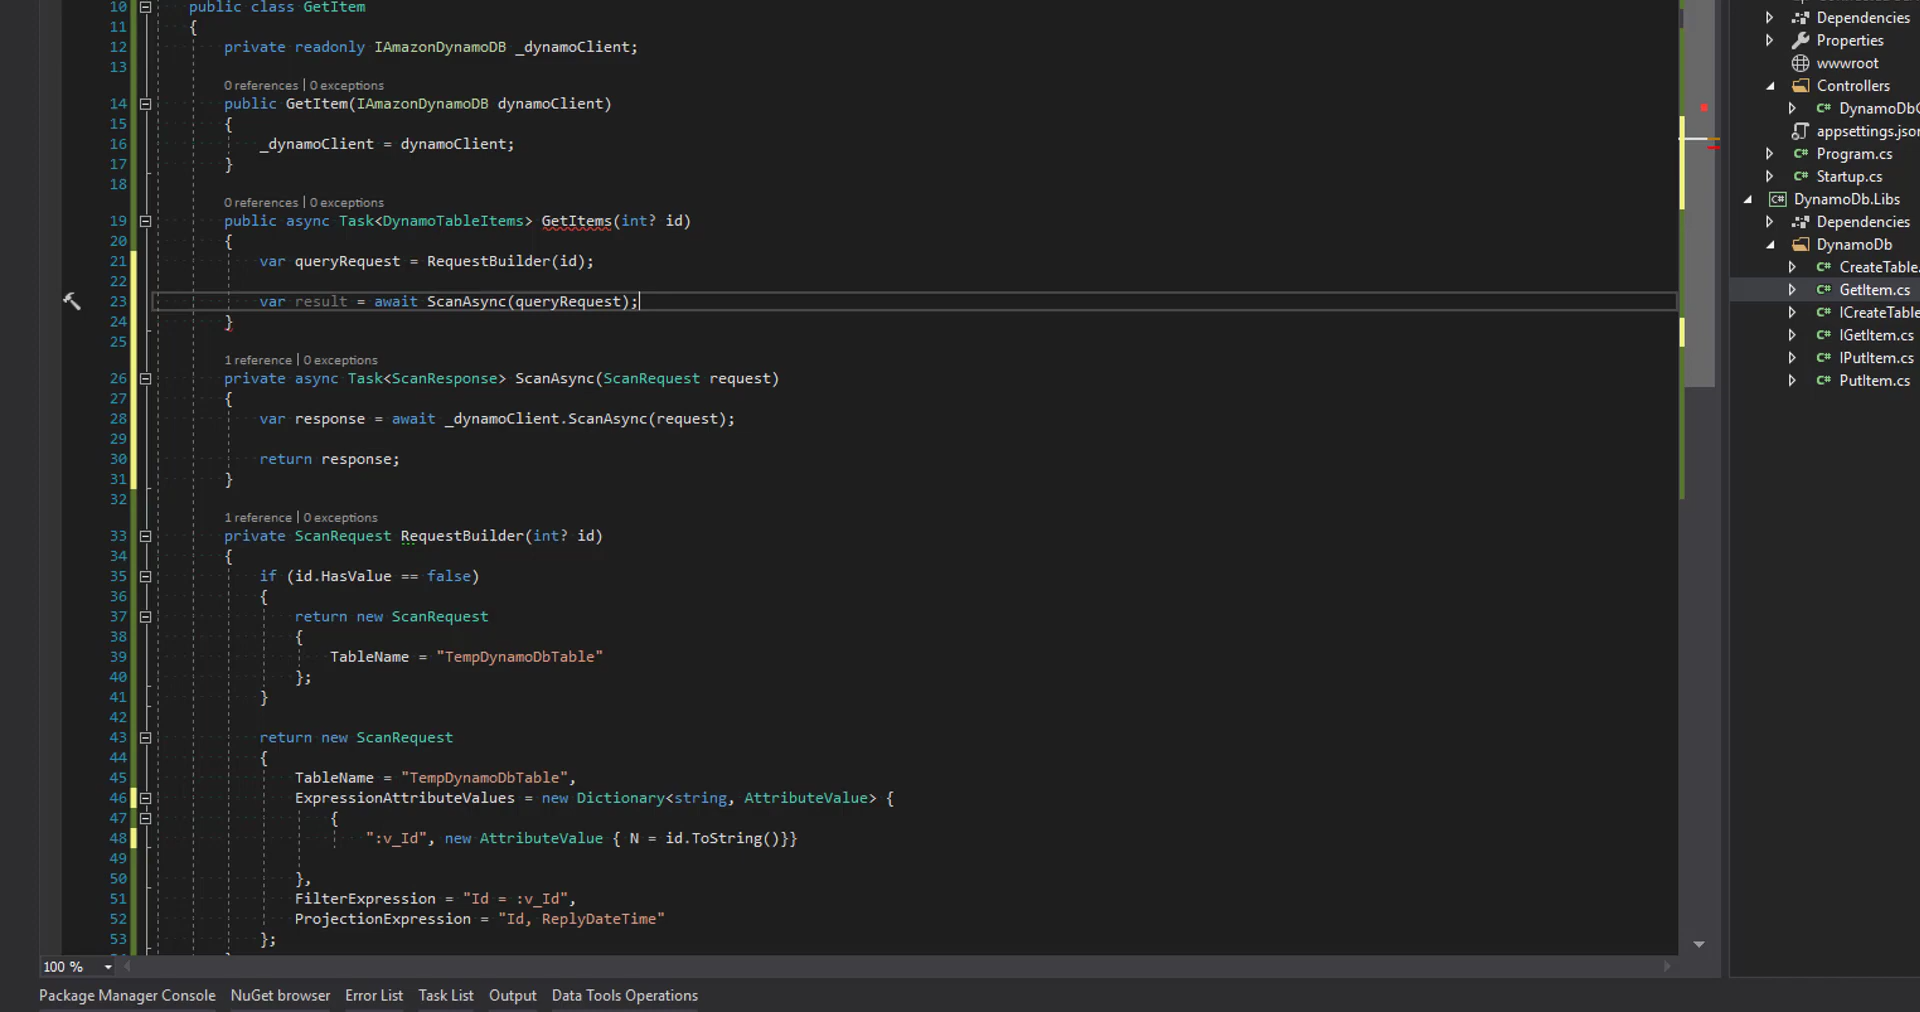 10 public class GetItem
11 {
12 private readonly IAmazonDynamoDB _dynamoClient;
13
0 references | 0 exceptions
14 public GetItem(IAmazonDynamoDB dynamoClient)
15 {
16 _dynamoClient = dynamoClient;
17 }
18
0 references | 0 exceptions
19 public async Task<DynamoTableItems> GetItems(int? id)
20 {
21 var queryRequest = RequestBuilder(id);
22
23 var result = await ScanAsync(queryRequest);
24 }
25
1 reference | 0 exceptions
26 private async Task<ScanResponse> ScanAsync(ScanRequest request)
27 {
28 var response = await _dynamoClient.ScanAsync(request);
29
30 return response;
31 }
32
1 reference | 0 exceptions
33 private ScanRequest RequestBuilder(int? id)
34 {
35 if (id.HasValue == false)
36 {
37 return new ScanRequest
38 {
39 TableName = "TempDynamoDbTable"
40 };
41 }
42
43 return new ScanRequest
44 {
45 TableName = "TempDynamoDbTable",
46 ExpressionAttributeValues = new Dictionary<string, AttributeValue> {
47 {
48 ":v_Id", new AttributeValue { N = id.ToString()}}
49
50 },
51 FilterExpression = "Id = :v_Id",
52 ProjectionExpression = "Id, ReplyDateTime"
53 };
100 %
Package Manager Console NuGet browser Error List Task List Output Data Tools Operations
Dependencies
Properties
wwwroot
Controllers
C# DynamoDbC
appsettings.json
C# Program.cs
C# Startup.cs
C# DynamoDb.Libs
Dependencies
DynamoDb
C# CreateTable.
C# GetItem.cs
C# ICreateTable
C# IGetItem.cs
C# IPutItem.cs
C# PutItem.cs